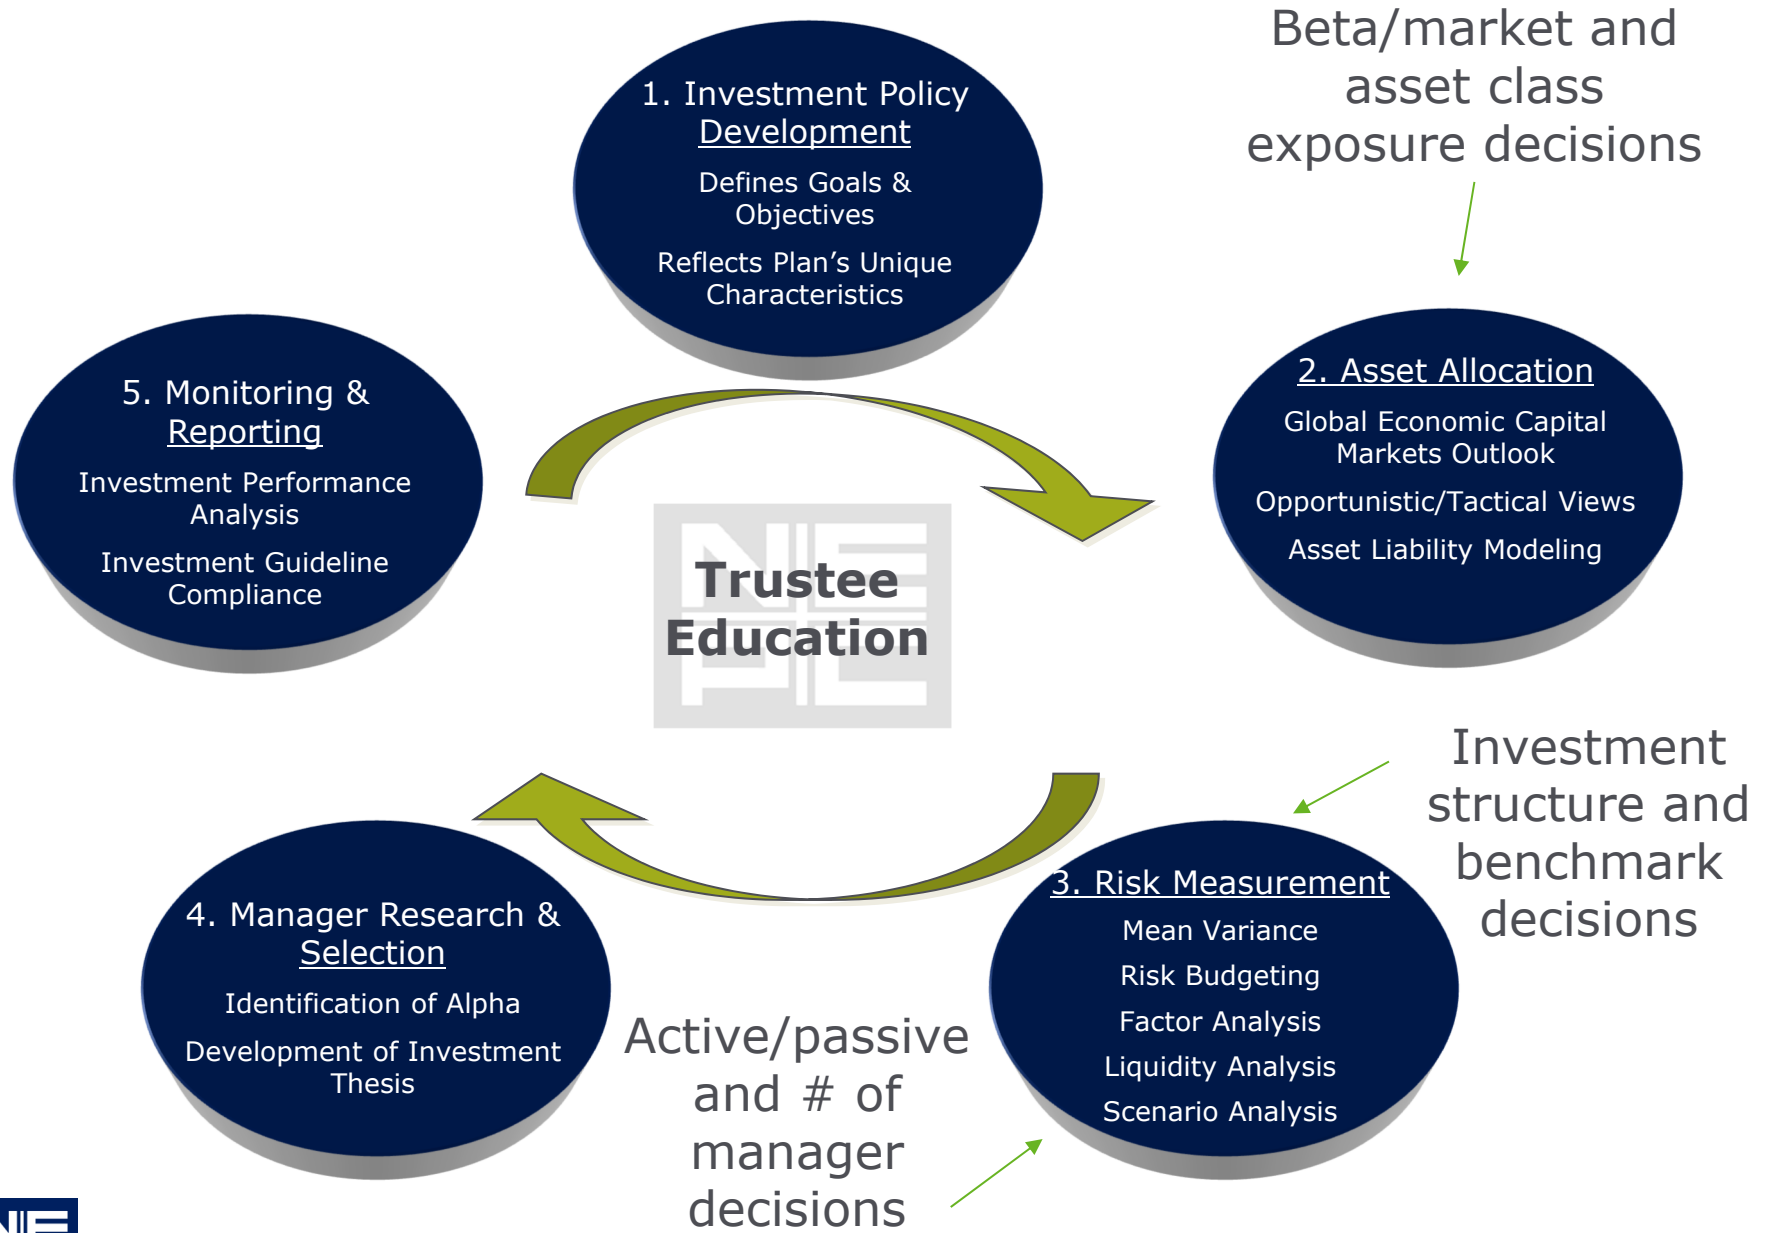 1. Investment Policy
Development
Defines Goals &
Objectives
Reflects Plan’s Unique
Characteristics
Beta/market and
asset class
exposure decisions
2. Asset Allocation
Global Economic Capital
Markets Outlook
Opportunistic/Tactical Views
Asset Liability Modeling
5. Monitoring &
Reporting
Investment Performance
Analysis
Investment Guideline
Compliance
NE
PC
Trustee
Education
Investment
structure and
benchmark
decisions
3. Risk Measurement
Mean Variance
Risk Budgeting
Factor Analysis
Liquidity Analysis
Scenario Analysis
4. Manager Research &
Selection
Identification of Alpha
Development of Investment
Thesis
Active/passive
and # of
manager
decisions
NE